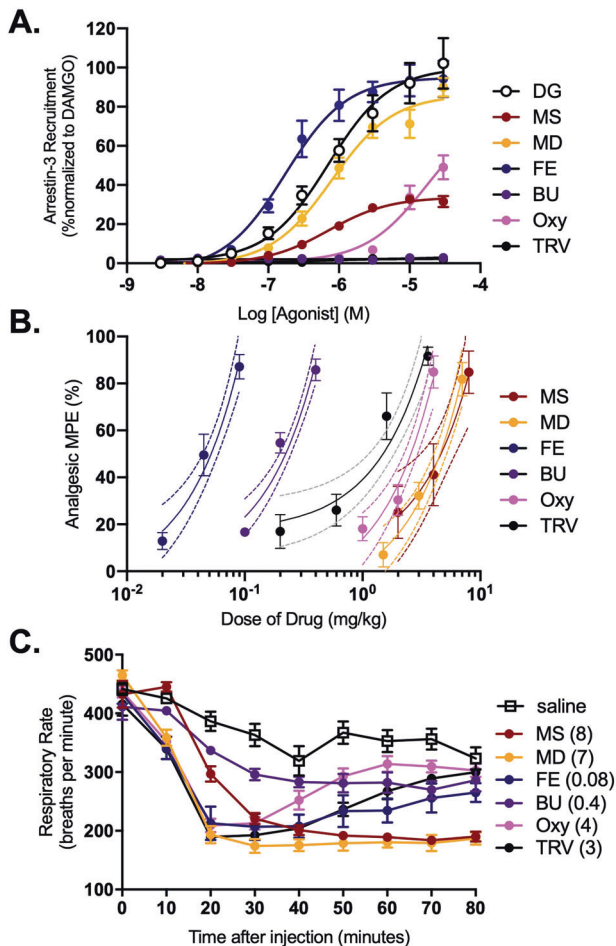 A.
Arrestin-3 Recruitment
(%normalized to DAMGO)
120
100
80
60
40
20
0
-9
-8
-7
-6
-5
-4
Log [Agonist] (M)
DG
MS
MD
FE
BU
Oxy
TRV
B.
Analgesic MPE (%)
100
80
60
40
20
0
10-2
10-1
100
101
Dose of Drug (mg/kg)
MS
MD
FE
BU
Oxy
TRV
C.
Respiratory Rate
(breaths per minute)
500
400
300
200
100
0
10
20
30
40
50
60
70
80
Time after injection (minutes)
saline
MS (8)
MD (7)
FE (0.08)
BU (0.4)
Oxy (4)
TRV (3)